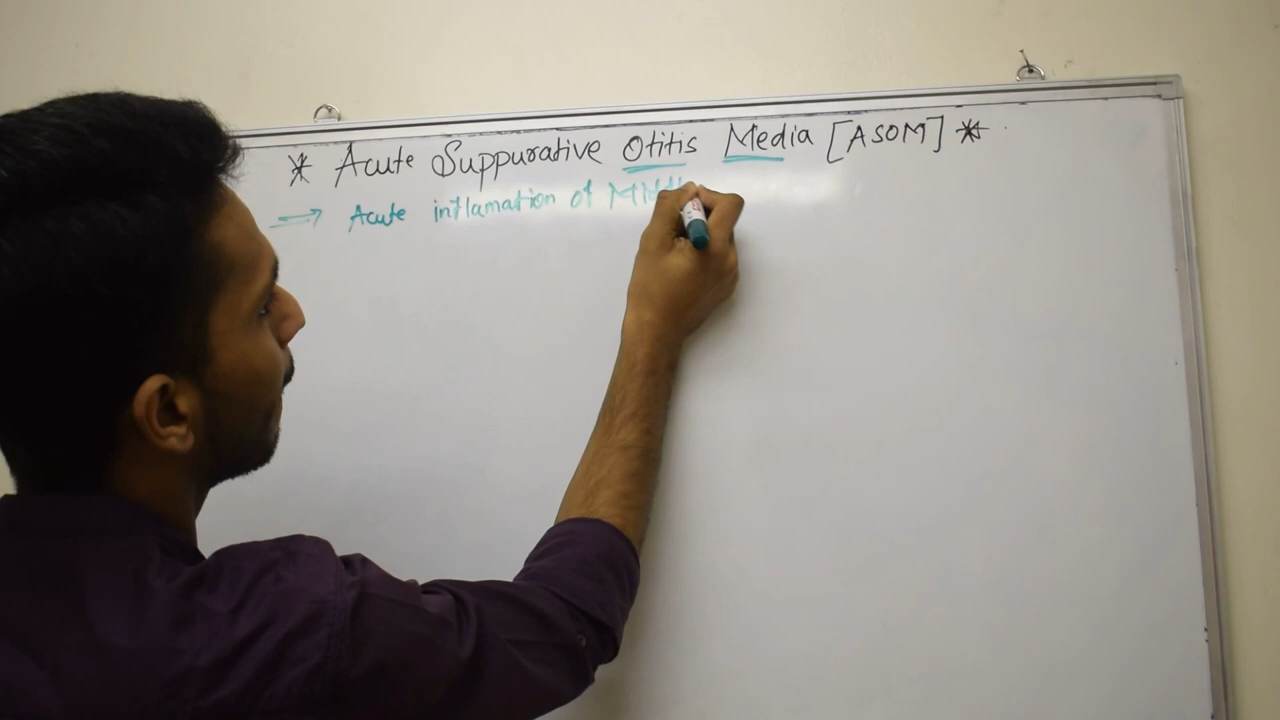 * Acute Suppurative Otitis Media [ASOM] *
→ Acute inflamation of